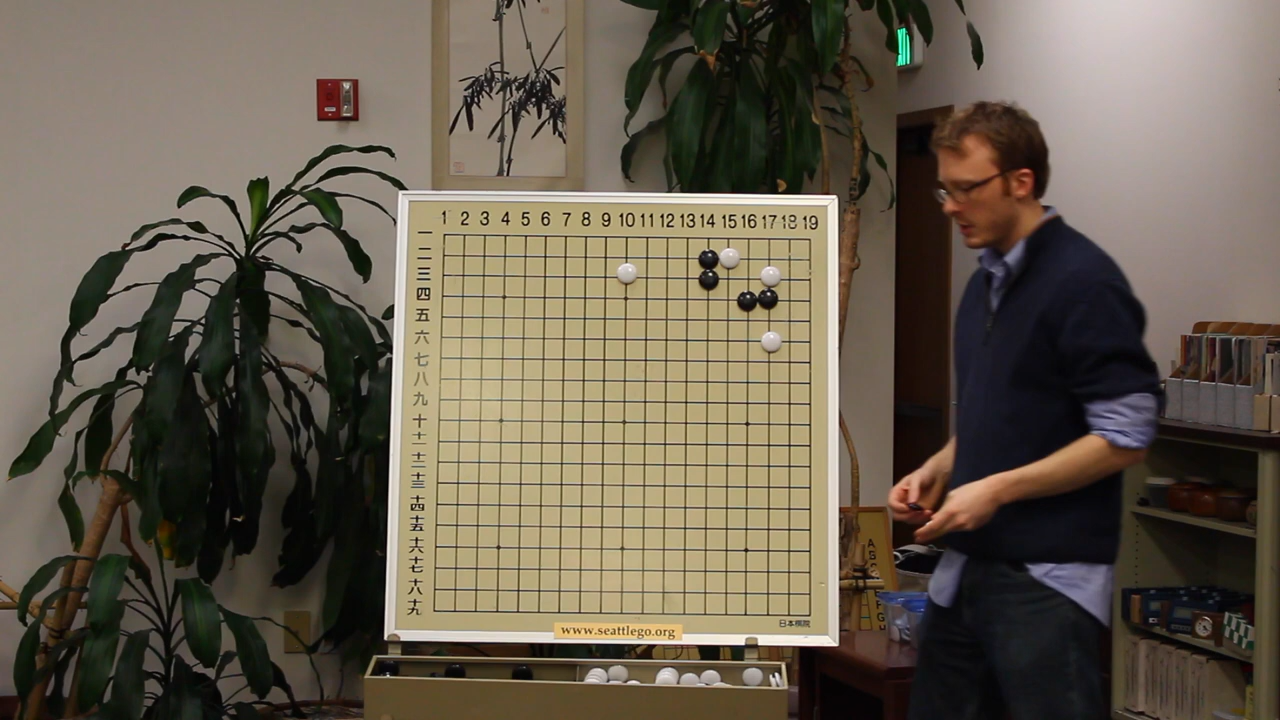 1 2 3 4 5 6 7 8 9 10 11 12 13 14 15 16 17 18 19
一
二
三
四
五
六
七
八
九
十
十一
十二
十三
十四
十五
十六
十七
十八
十九
日本棋院
www.seattlego.org